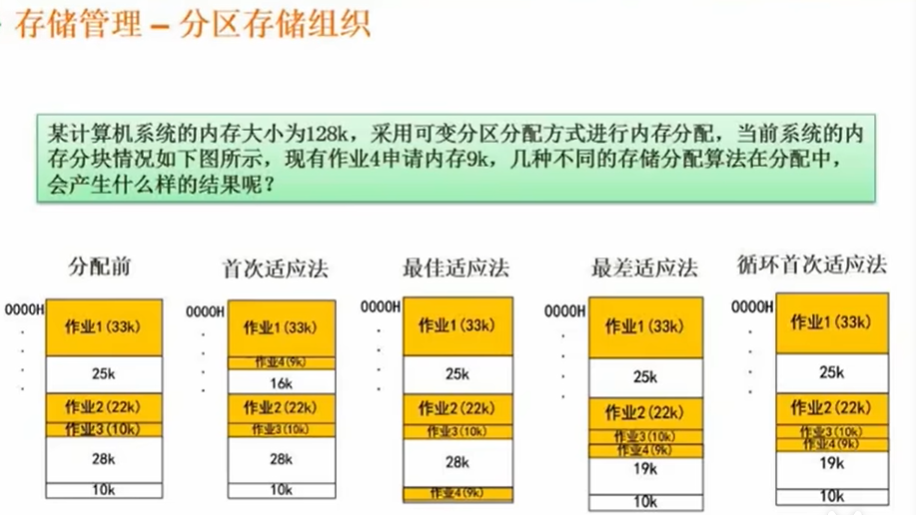 存储管理 – 分区存储组织
某计算机系统的内存大小为128k，采用可变分区分配方式进行内存分配，当前系统的内
存分块情况如下图所示，现有作业4申请内存9k，几种不同的存储分配算法在分配中，
会产生什么样的结果呢？
分配前
0000H
作业1(33k)
25k
作业2(22k)
作业3(10k)
28k
10k
首次适应法
0000H
作业1(33k)
作业4(9k)
16k
作业2(22k)
作业3(10k)
28k
10k
最佳适应法
0000H
作业1(33k)
25k
作业2(22k)
作业3(10k)
28k
作业4(9k)
最差适应法
0000H
作业1(33k)
25k
作业2(22k)
作业3(10k)
作业4(9k)
19k
10k
循环首次适应法
0000H
作业1(33k)
25k
作业2(22k)
作业3(10k)
作业4(9k)
19k
10k